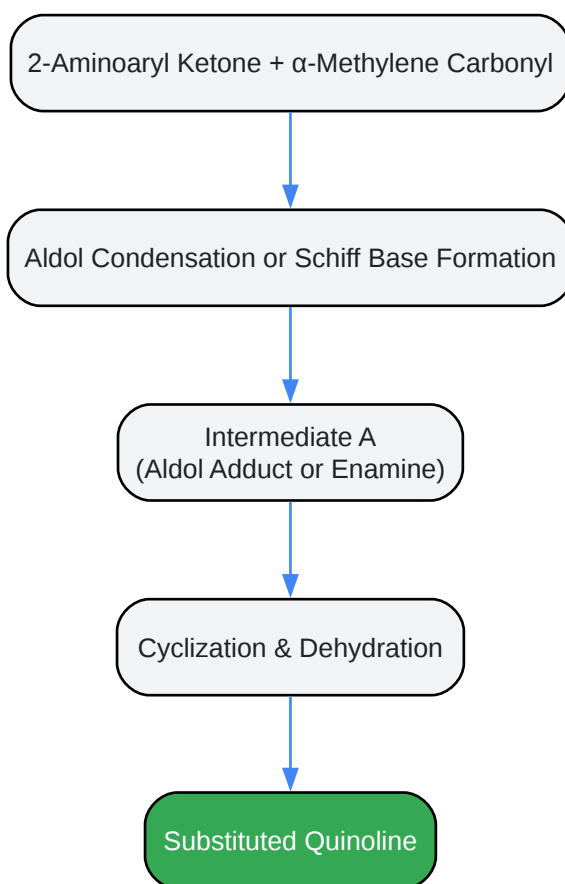 2-Aminoaryl Ketone + α-Methylene Carbonyl
Aldol Condensation or Schiff Base Formation
Intermediate A
(Aldol Adduct or Enamine)
Cyclization & Dehydration
Substituted Quinoline